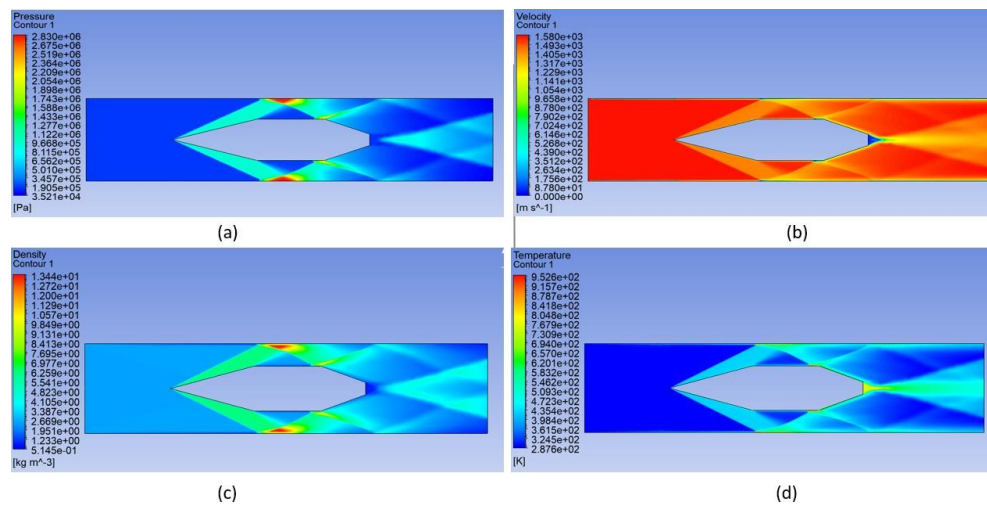 Pressure
Contour 1
2.830e+06
2.675e+06
2.519e+06
2.364e+06
2.209e+06
2.054e+06
1.898e+06
1.743e+06
1.588e+06
1.433e+06
1.277e+06
1.122e+06
9.668e+05
8.115e+05
6.562e+05
5.010e+05
3.457e+05
1.905e+05
3.521e+04
[Pa]
(a)
Velocity
Contour 1
1.580e+03
1.493e+03
1.405e+03
1.317e+03
1.229e+03
1.141e+03
1.054e+03
9.658e+02
8.780e+02
7.902e+02
7.024e+02
6.146e+02
5.268e+02
4.390e+02
3.512e+02
2.634e+02
1.756e+02
8.780e+01
0.000e+00
[m s^-1]
(b)
Density
Contour 1
1.344e+01
1.272e+01
1.201e+01
1.129e+01
1.057e+01
9.849e+00
9.131e+00
8.413e+00
7.695e+00
6.977e+00
6.259e+00
5.541e+00
4.823e+00
4.105e+00
3.387e+00
2.669e+00
1.951e+00
1.233e+00
5.145e-01
[kg m^-3]
(c)
Temperature
Contour 1
9.526e+02
9.157e+02
8.787e+02
8.418e+02
8.048e+02
7.679e+02
7.309e+02
6.940e+02
6.570e+02
6.201e+02
5.832e+02
5.462e+02
5.093e+02
4.723e+02
4.354e+02
3.984e+02
3.615e+02
3.245e+02
2.876e+02
[K]
(d)